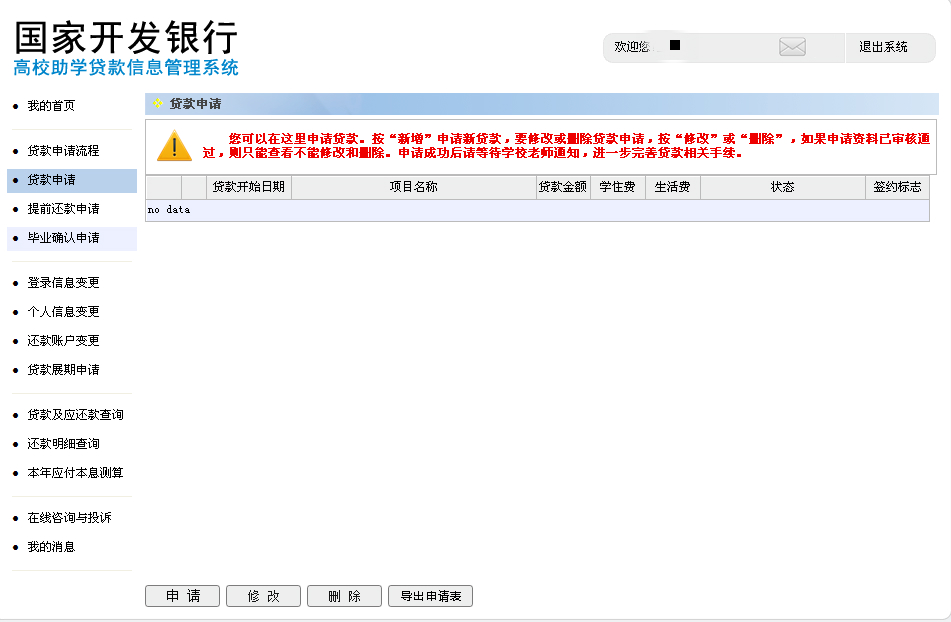 国家开发银行
高校助学贷款信息管理系统
欢迎您
退出系统
我的首页
贷款申请流程
贷款申请
提前还款申请
毕业确认申请
登录信息变更
个人信息变更
还款账户变更
贷款展期申请
贷款及应还款查询
还款明细查询
本年应付本息测算
在线咨询与投诉
我的消息
贷款申请
您可以在这里申请贷款。按“新增”申请新贷款，要修改或删除贷款申请，按“修改”或“删除”，如果申请资料已审核通
过，则只能查看不能修改和删除。申请成功后请等待学校老师通知，进一步完善贷款相关手续。
贷款开始日期 项目名称 贷款金额 学住费 生活费 状态 签约标志
no data
申 请 修 改 删 除 导出申请表